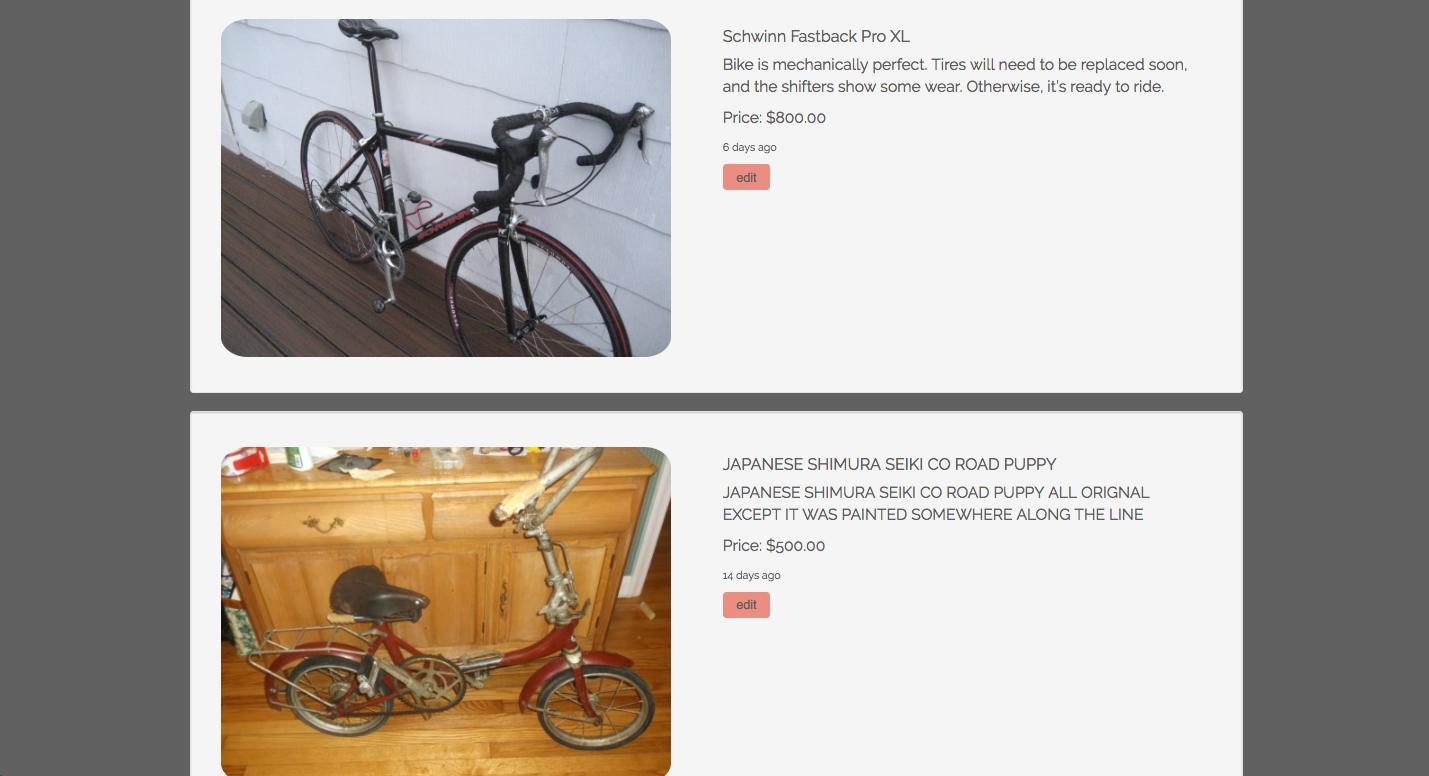 Schwinn Fastback Pro XL
Bike is mechanically perfect. Tires will need to be replaced soon,
and the shifters show some wear. Otherwise, it's ready to ride.
Price: $800.00
6 days ago
edit
SCHWINN
JAPANESE SHIMURA SEIKI CO ROAD PUPPY
JAPANESE SHIMURA SEIKI CO ROAD PUPPY ALL ORIGNAL
EXCEPT IT WAS PAINTED SOMEWHERE ALONG THE LINE
Price: $500.00
14 days ago
edit